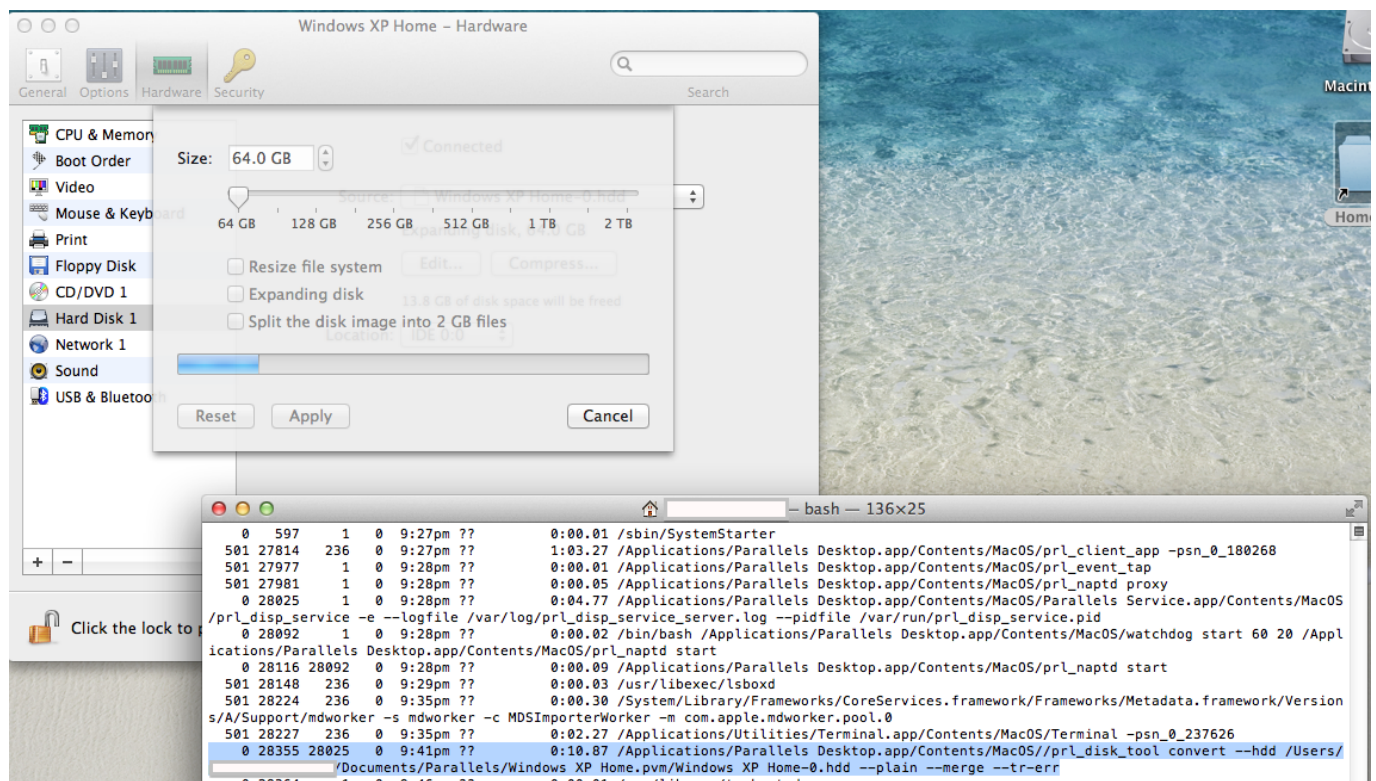 Windows XP Home – Hardware
General Options Hardware Security
Search
CPU & Memory
Boot Order
Video
Mouse & Keyboard
Print
Floppy Disk
CD/DVD 1
Hard Disk 1
Network 1
Sound
USB & Bluetooth
Size: 64.0 GB
Connected
Source: Windows XP Home-0.hdd
64 GB 128 GB 256 GB 512 GB 1 TB 2 TB
Expanding disk, 64.0 GB
Resize file system
Edit... Compress...
Expanding disk
13.8 GB of disk space will be freed
Split the disk image into 2 GB files
Location: IDE 0:0
Reset Apply Cancel
+ −
Click the lock to
Macint
Home
– bash — 136×25
0 597 1 0 9:27pm ?? 0:00.01 /sbin/SystemStarter
501 27814 236 0 9:27pm ?? 1:03.27 /Applications/Parallels Desktop.app/Contents/MacOS/prl_client_app -psn_0_180268
501 27977 1 0 9:28pm ?? 0:00.01 /Applications/Parallels Desktop.app/Contents/MacOS/prl_event_tap
501 27981 1 0 9:28pm ?? 0:00.05 /Applications/Parallels Desktop.app/Contents/MacOS/prl_naptd proxy
0 28025 1 0 9:28pm ?? 0:04.77 /Applications/Parallels Desktop.app/Contents/MacOS/Parallels Service.app/Contents/MacOS
/prl_disp_service -e --logfile /var/log/prl_disp_service_server.log --pidfile /var/run/prl_disp_service.pid
0 28092 1 0 9:28pm ?? 0:00.02 /bin/bash /Applications/Parallels Desktop.app/Contents/MacOS/watchdog start 60 20 /Appl
ications/Parallels Desktop.app/Contents/MacOS/prl_naptd start
0 28116 28092 0 9:28pm ?? 0:00.09 /Applications/Parallels Desktop.app/Contents/MacOS/prl_naptd start
501 28148 236 0 9:29pm ?? 0:00.03 /usr/libexec/lsboxd
501 28224 236 0 9:35pm ?? 0:00.30 /System/Library/Frameworks/CoreServices.framework/Frameworks/Metadata.framework/Version
s/A/Support/mdworker -s mdworker -c MDSImporterWorker -m com.apple.mdworker.pool.0
501 28227 236 0 9:35pm ?? 0:02.27 /Applications/Utilities/Terminal.app/Contents/MacOS/Terminal -psn_0_237626
0 28355 28025 0 9:41pm ?? 0:10.87 /Applications/Parallels Desktop.app/Contents/MacOS//prl_disk_tool convert --hdd /Users/
/Documents/Parallels/Windows XP Home.pvm/Windows XP Home-0.hdd --plain --merge --tr-err